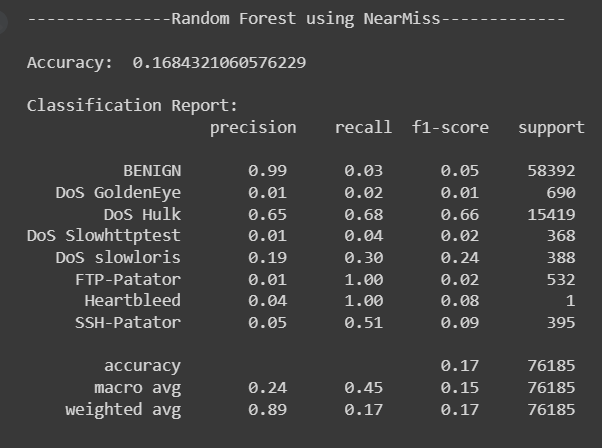 ---------------Random Forest using NearMiss-------------
Accuracy:  0.1684321060576229
Classification Report:
precision    recall  f1-score   support
BENIGN       0.99      0.03      0.05     58392
DoS GoldenEye       0.01      0.02      0.01       690
DoS Hulk       0.65      0.68      0.66     15419
DoS Slowhttptest       0.01      0.04      0.02       368
DoS slowloris       0.19      0.30      0.24       388
FTP-Patator       0.01      1.00      0.02       532
Heartbleed       0.04      1.00      0.08         1
SSH-Patator       0.05      0.51      0.09       395
accuracy                           0.17     76185
macro avg       0.24      0.45      0.15     76185
weighted avg       0.89      0.17      0.17     76185